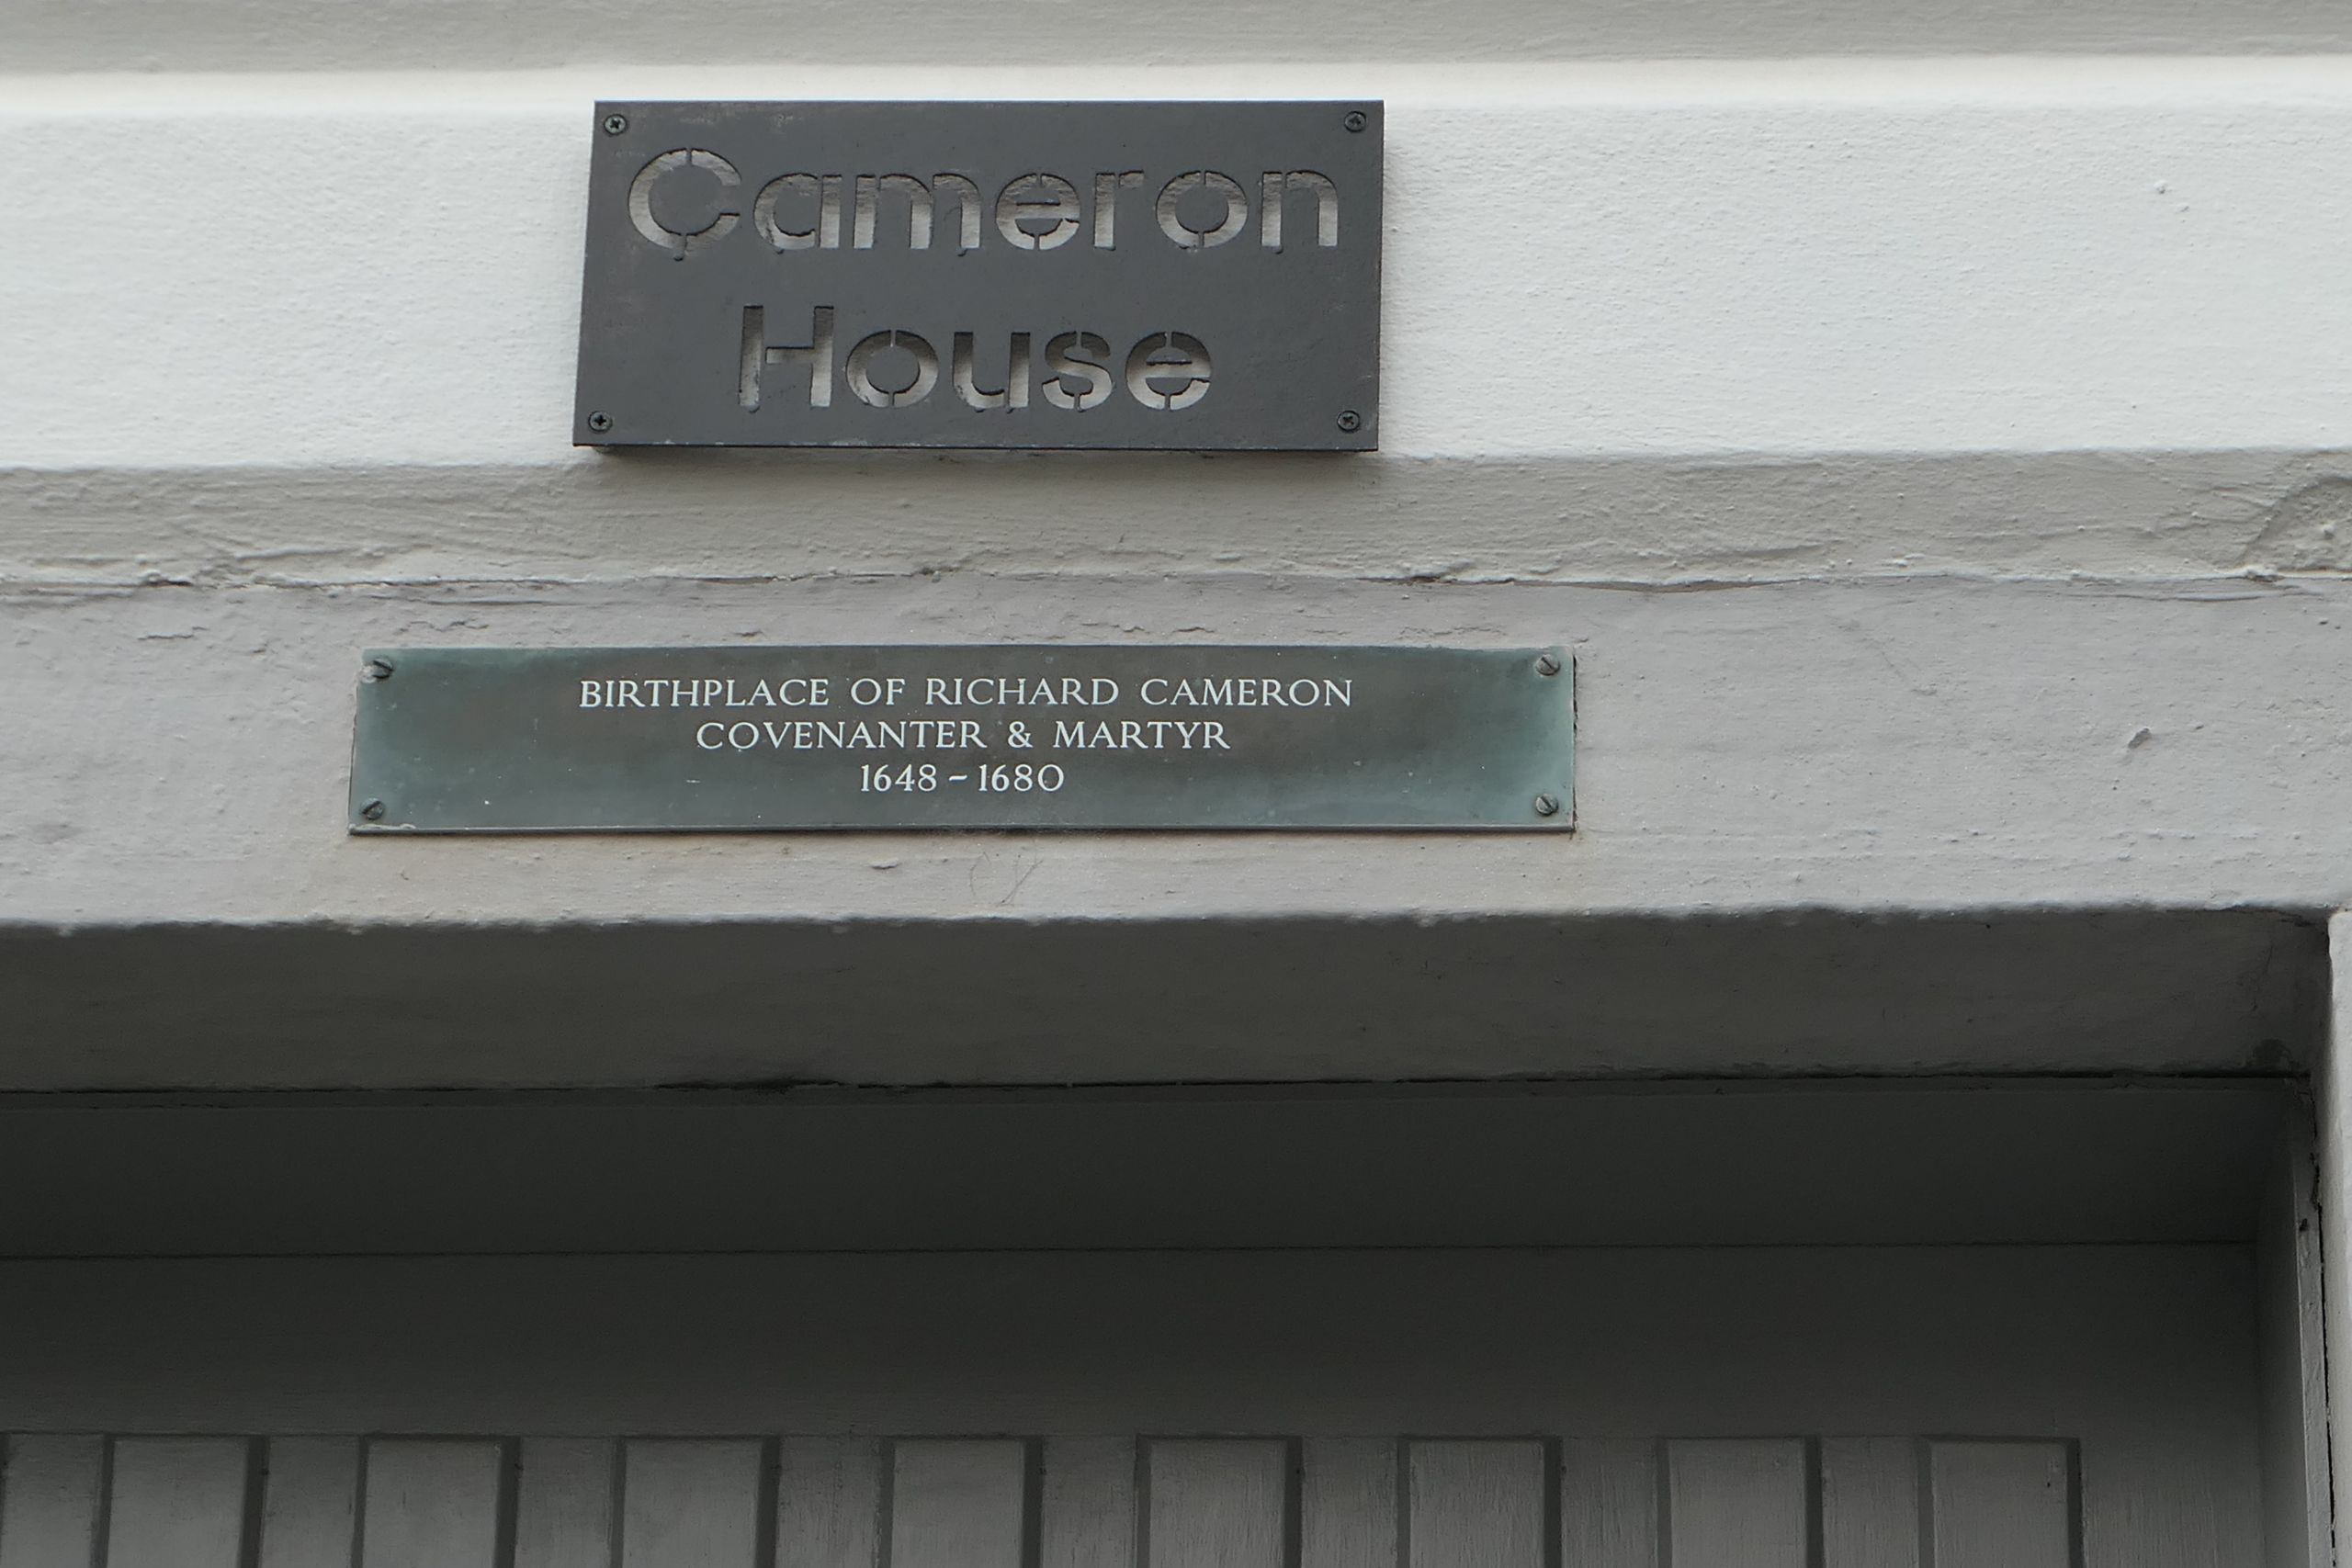 Cameron
House
BIRTHPLACE OF RICHARD CAMERON
COVENANTER & MARTYR
1648 - 1680